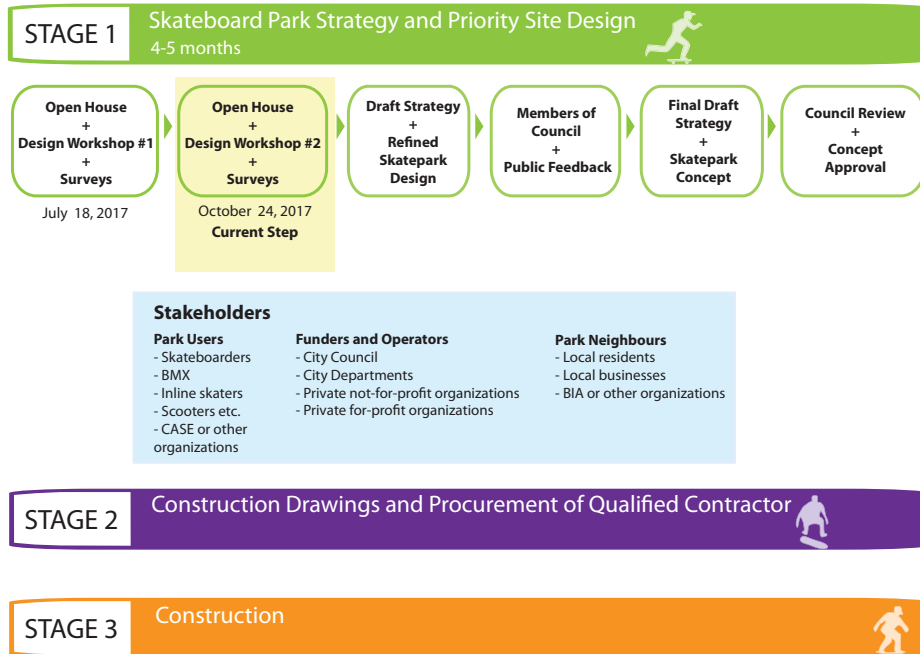 STAGE 1
Skateboard Park Strategy and Priority Site Design
4-5 months
Open House
+
Design Workshop #1
+
Surveys
July 18, 2017
Open House
+
Design Workshop #2
+
Surveys
October 24, 2017
Current Step
Draft Strategy
+
Refined
Skatepark
Design
Members of
Council
+
Public Feedback
Final Draft
Strategy
+
Skatepark
Concept
Council Review
+
Concept
Approval
Stakeholders
Park Users
- Skateboarders
- BMX
- Inline skaters
- Scooters etc.
- CASE or other
organizations
Funders and Operators
- City Council
- City Departments
- Private not-for-profit organizations
- Private for-profit organizations
Park Neighbours
- Local residents
- Local businesses
- BIA or other organizations
STAGE 2
Construction Drawings and Procurement of Qualified Contractor
STAGE 3
Construction